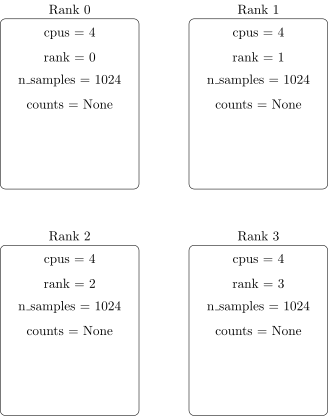 Rank 0
cpus = 4
rank = 0
n_samples = 1024
counts = None
Rank 1
cpus = 4
rank = 1
n_samples = 1024
counts = None
Rank 2
cpus = 4
rank = 2
n_samples = 1024
counts = None
Rank 3
cpus = 4
rank = 3
n_samples = 1024
counts = None